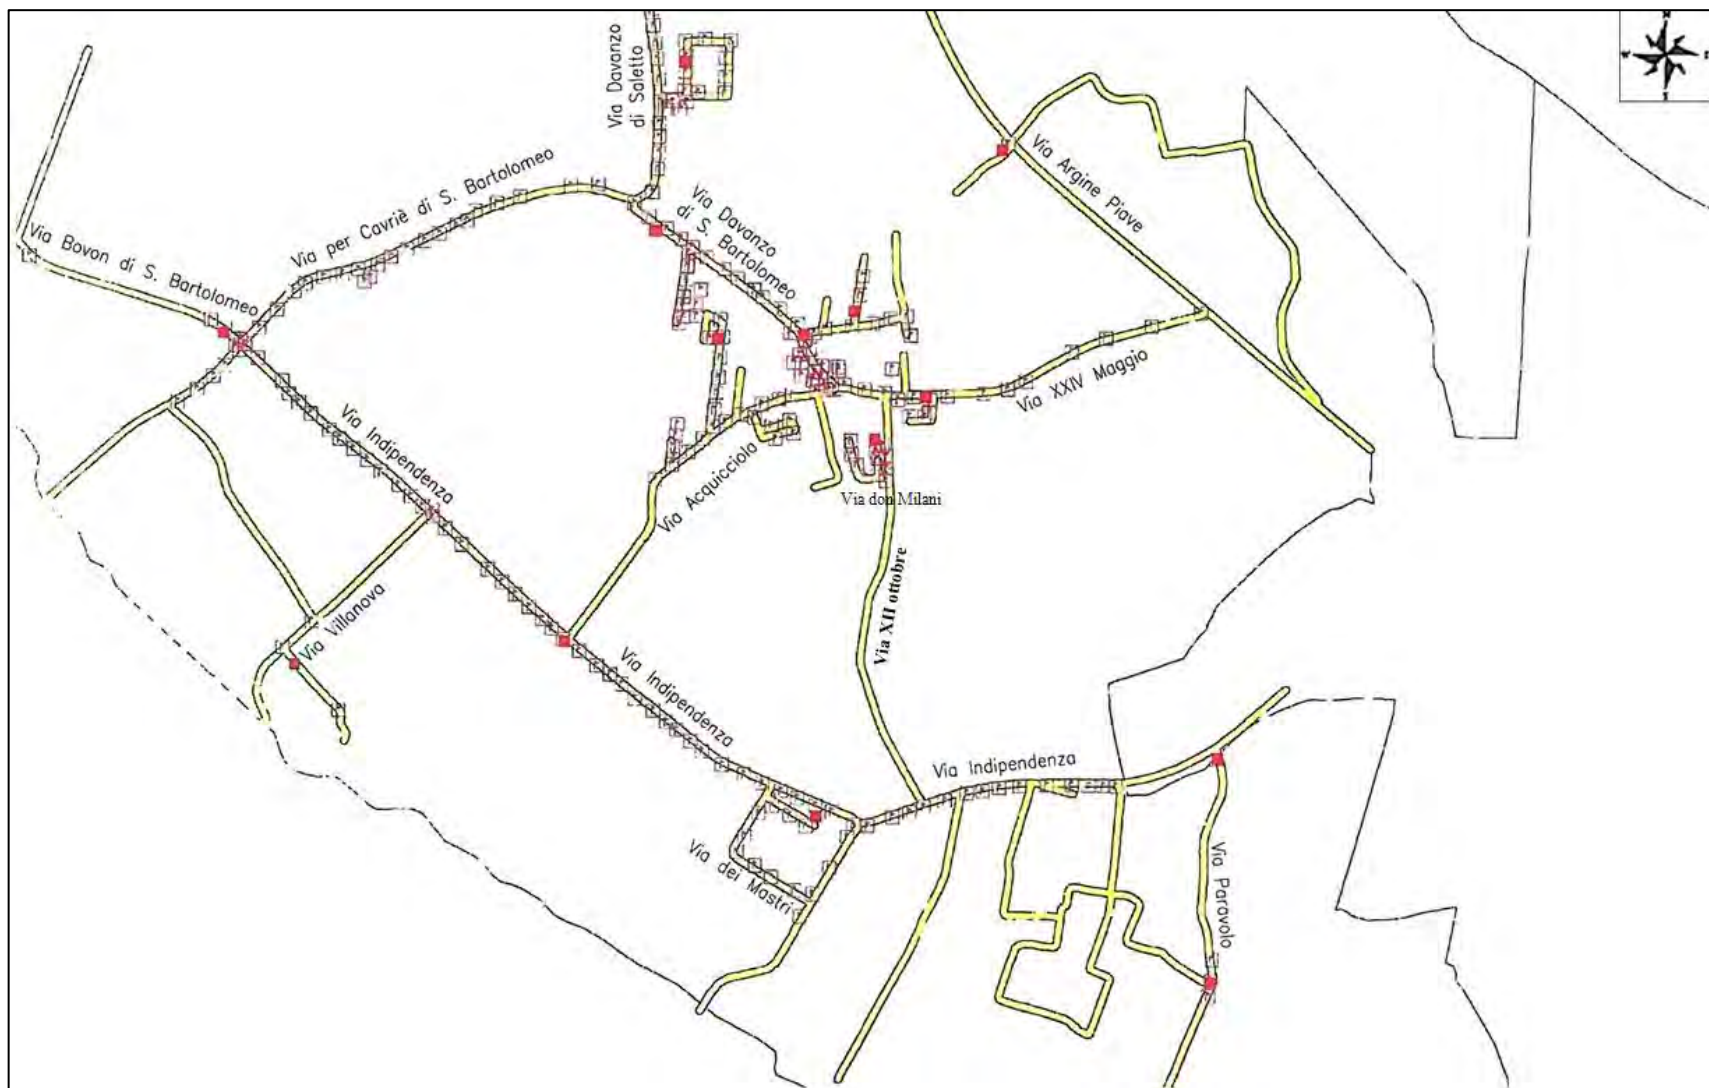 Via Davanzo
di Saletto
Via per Cavriè di S. Bartolomeo
Via Davanzo
di S. Bartolomeo
Via Argine Piave
Via Bovon di S. Bartolomeo
Via XXIV Maggio
Via Indipendenza
Via Acquicciolo
Via don Milani
Via XII ottobre
Via Villanova
Via Indipendenza
Via Indipendenza
Via dei Mastri
Via Paravolo